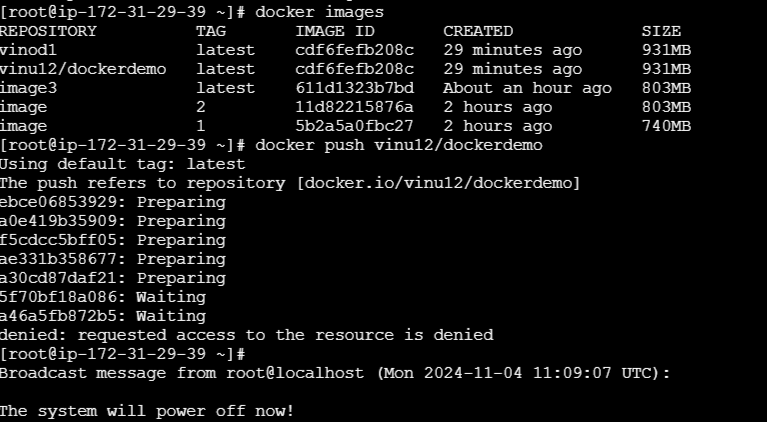 [root@ip-172-31-29-39 ~]# docker images
REPOSITORY TAG IMAGE ID CREATED SIZE
vinod1 latest cdf6fefb208c 29 minutes ago 931MB
vinu12/dockerdemo latest cdf6fefb208c 29 minutes ago 931MB
image3 latest 611d1323b7bd About an hour ago 803MB
image 2 11d82215876a 2 hours ago 803MB
image 1 5b2a5a0fbc27 2 hours ago 740MB
[root@ip-172-31-29-39 ~]# docker push vinu12/dockerdemo
Using default tag: latest
The push refers to repository [docker.io/vinu12/dockerdemo]
ebce06853929: Preparing
a0e419b35909: Preparing
f5cdcc5bff05: Preparing
ae331b358677: Preparing
a30cd87daf21: Preparing
5f70bf18a086: Waiting
a46a5fb872b5: Waiting
denied: requested access to the resource is denied
[root@ip-172-31-29-39 ~]#
Broadcast message from root@localhost (Mon 2024-11-04 11:09:07 UTC):
The system will power off now!